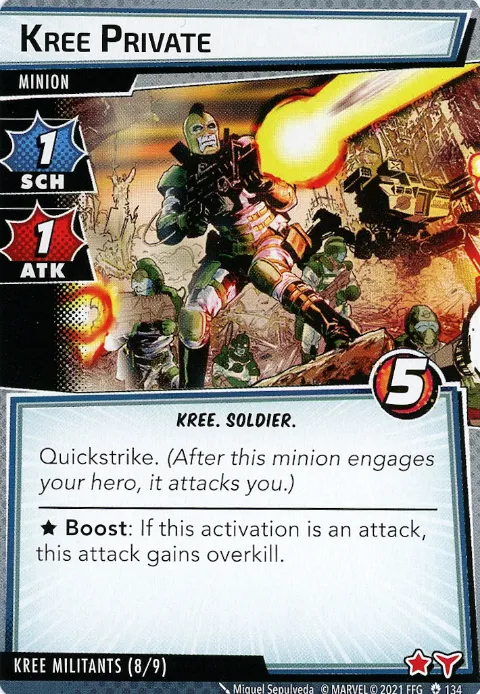 Kree Private
MINION
1
SCH
1
ATK
5
KREE. SOLDIER.
Quickstrike. (After this minion engages
your hero, it attacks you.)
★ Boost: If this activation is an attack,
this attack gains overkill.
KREE MILITANTS (8/9)
Miguel Sepulveda © MARVEL © 2021 FFG 134